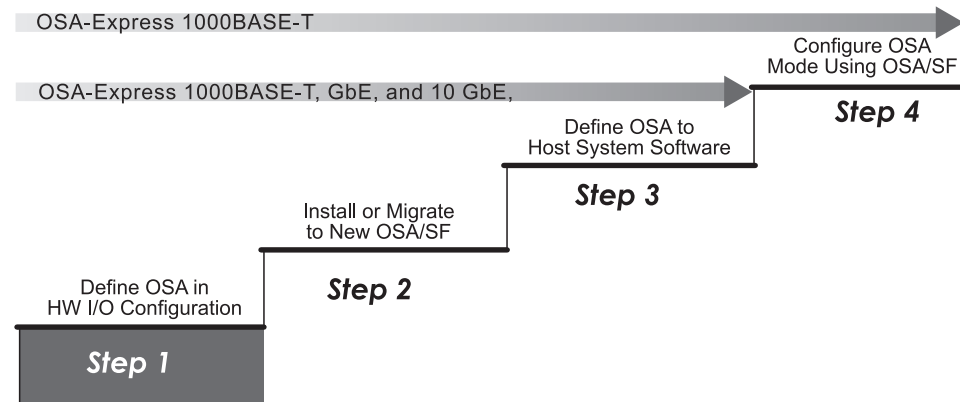 OSA-Express 1000BASE-T
Configure OSA
Mode Using OSA/SF
OSA-Express 1000BASE-T, GbE, and 10 GbE,
Step 4
Define OSA to
Host System Software
Step 3
Install or Migrate
to New OSA/SF
Step 2
Define OSA in
HW I/O Configuration
Step 1